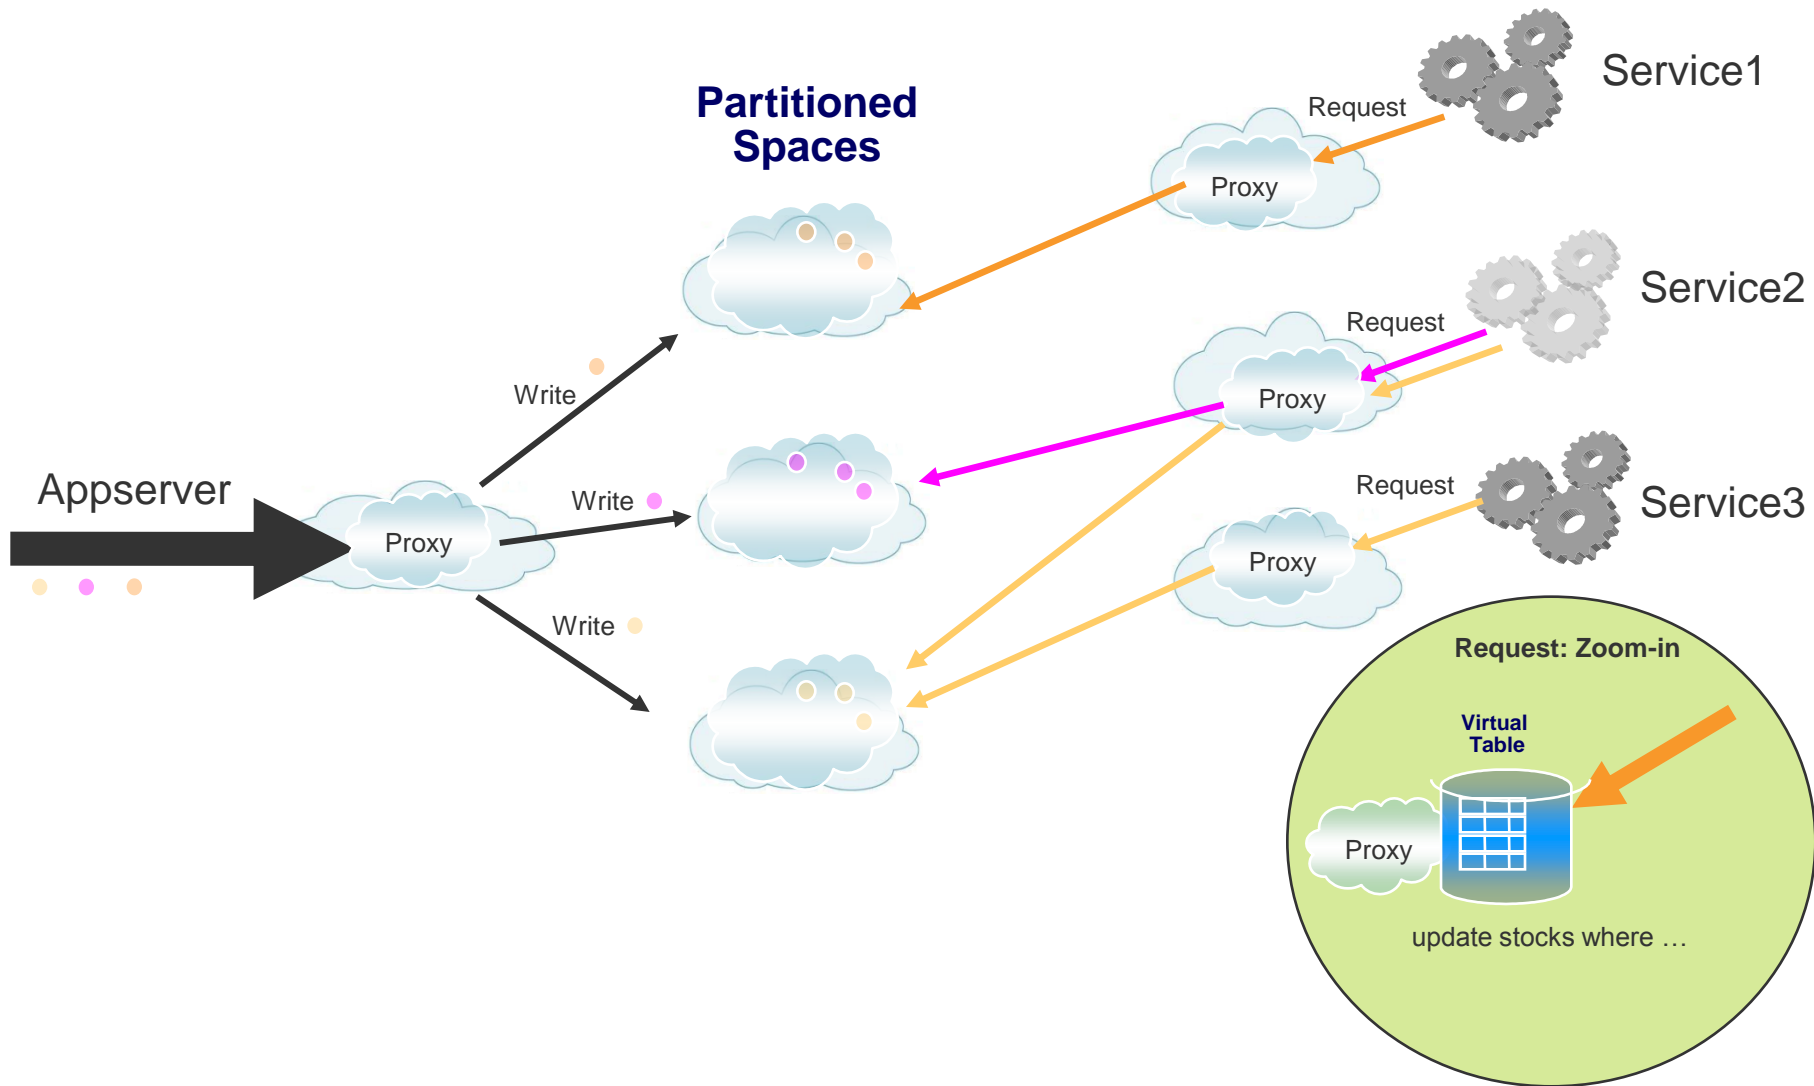 Partitioned
Spaces
Service1
Request
Proxy
Service2
Request
Proxy
Write
Appserver
Write
Proxy
Request
Service3
Proxy
Write
Request: Zoom-in
Virtual
Table
Proxy
update stocks where …